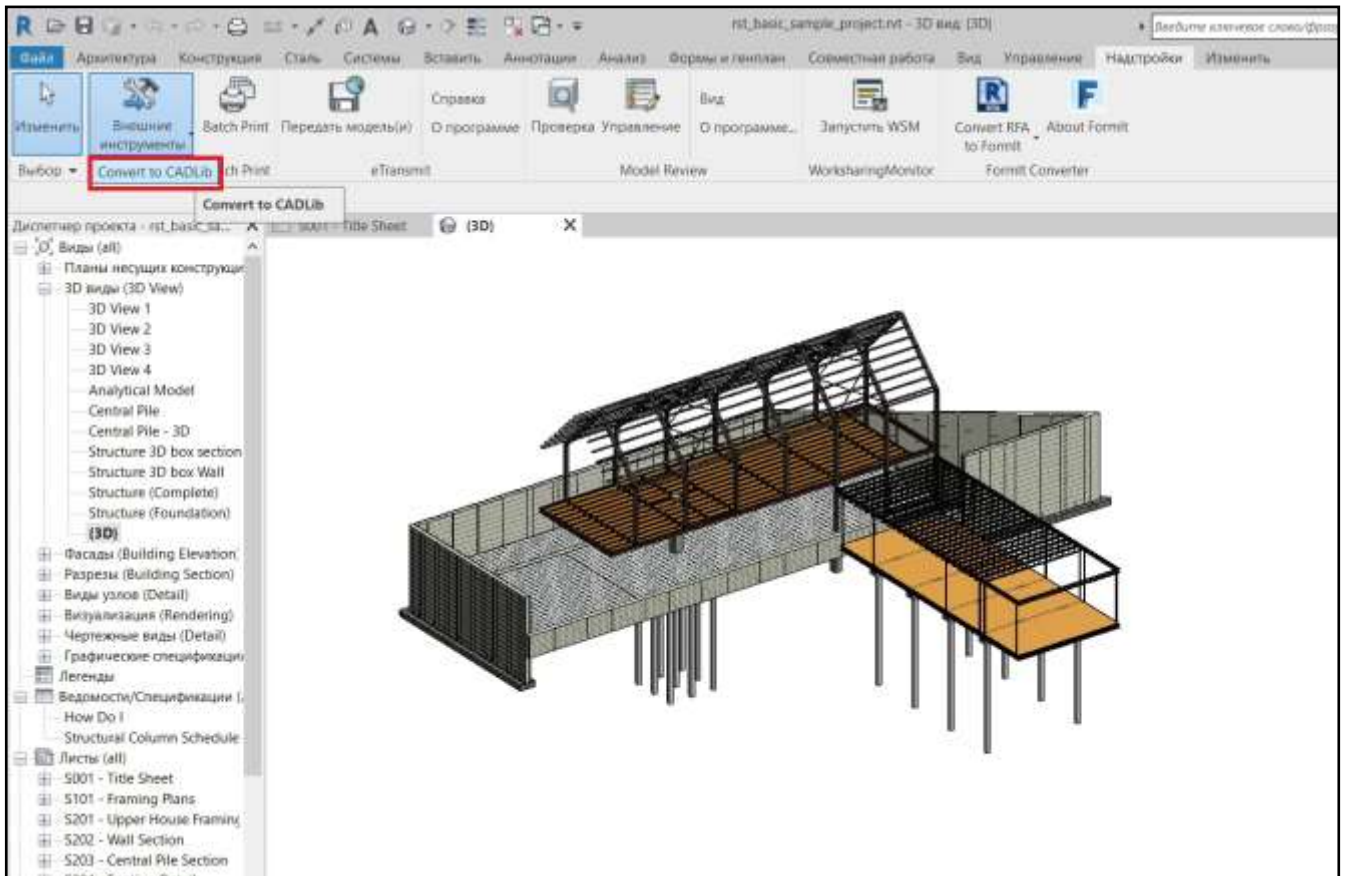 rst_basic_sample_project.rvt - 3D вид: {3D}
Введите ключевое слово/фразу
Файл Архитектура Конструкция Сталь Системы Вставить Аннотации Анализ Формы и генплан Совместная работа Вид Управление Надстройки Изменить
Изменить
Внешние инструменты
Batch Print
Передать модель(и)
Справка
О программе
Проверка
Управление
Вид
О программе...
Запустить WSM
Convert RFA to FormIt
About FormIt
Выбор
Convert to CADLib
ch Print
eTransmit
Model Review
WorksharingMonitor
FormIt Converter
Convert to CADLib
Диспетчер проекта - rst_basic_sa...
S001 - Title Sheet
{3D}
Виды (all)
Планы несущих конструкци
3D виды (3D View)
3D View 1
3D View 2
3D View 3
3D View 4
Analytical Model
Central Pile
Central Pile - 3D
Structure 3D box section
Structure 3D box Wall
Structure (Complete)
Structure (Foundation)
{3D}
Фасады (Building Elevation)
Разрезы (Building Section)
Виды узлов (Detail)
Визуализация (Rendering)
Чертежные виды (Detail)
Графические спецификации
Легенды
Ведомости/Спецификации (
How Do I
Structural Column Schedule
Листы (all)
S001 - Title Sheet
S101 - Framing Plans
S201 - Upper House Framing
S202 - Wall Section
S203 - Central Pile Section